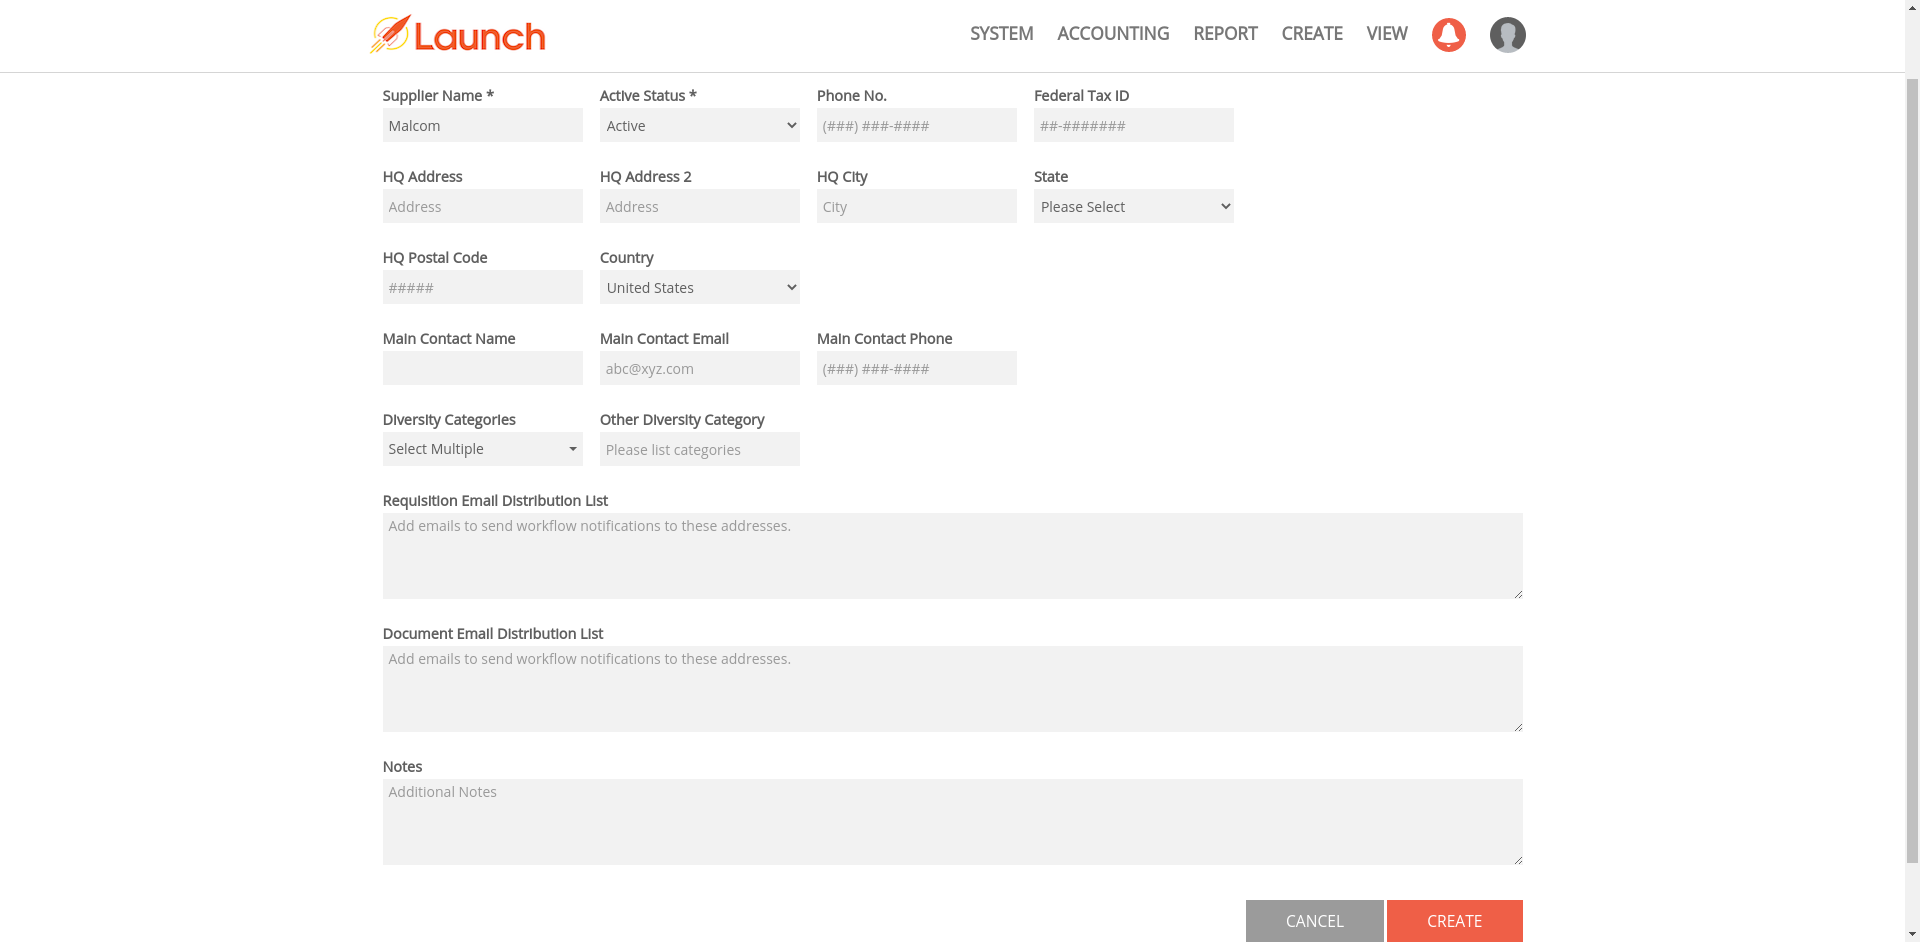 Launch
SYSTEM ACCOUNTING REPORT CREATE VIEW
Supplier Name * Active Status * Phone No. Federal Tax ID
Malcom Active (###) ###-#### ##-#######
HQ Address HQ Address 2 HQ City State
Address Address City Please Select
HQ Postal Code Country
##### United States
Main Contact Name Main Contact Email Main Contact Phone
abc@xyz.com (###) ###-####
Diversity Categories Other Diversity Category
Select Multiple Please list categories
Requisition Email Distribution List
Add emails to send workflow notifications to these addresses.
Document Email Distribution List
Add emails to send workflow notifications to these addresses.
Notes
Additional Notes
CANCEL CREATE